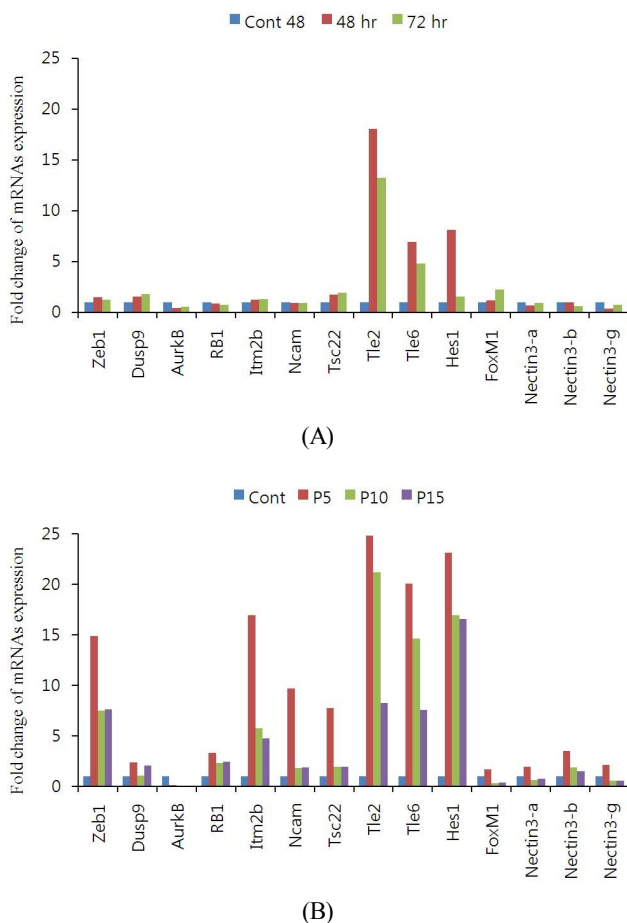 Cont 48 48 hr 72 hr
Fold change of mRNAs expression
25
20
15
10
5
0
Zeb1
Dusp9
AurkB
RB1
Itm2b
Ncam
Tsc22
Tle2
Tle6
Hes1
FoxM1
Nectin3-a
Nectin3-b
Nectin3-g
(A)
Cont P5 P10 P15
Fold change of mRNAs expression
25
20
15
10
5
0
Zeb1
Dusp9
AurkB
RB1
Itm2b
Ncam
Tsc22
Tle2
Tle6
Hes1
FoxM1
Nectin3-a
Nectin3-b
Nectin3-g
(B)